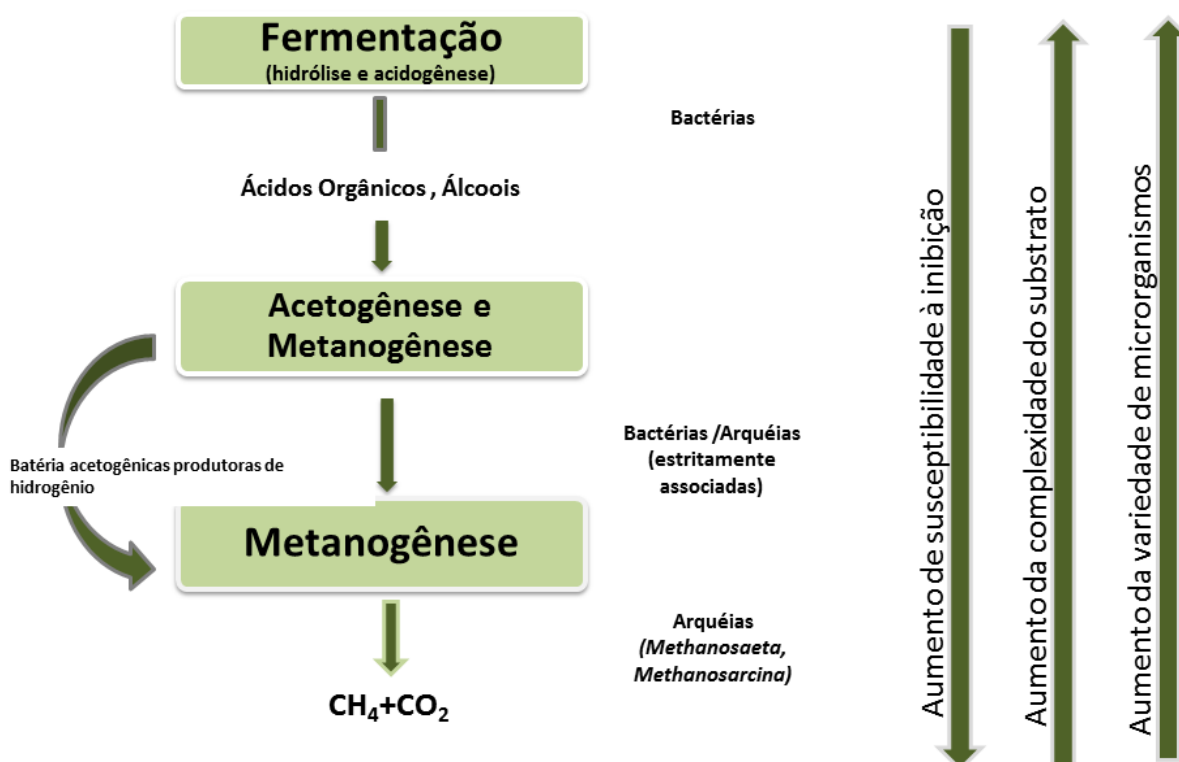 Fermentação
(hidrólise e acidogênese)
Bactérias
Ácidos Orgânicos , Álcoois
Acetogênese e
Metanogênese
Bactérias /Arquéias
(estritamente
associadas)
Batéria acetogênicas produtoras de
hidrogênio
Metanogênese
Arquéias
(Methanosaeta,
Methanosarcina)
CH₄+CO₂
Aumento de susceptibilidade à inibição
Aumento da complexidade do substrato
Aumento da variedade de microrganismos